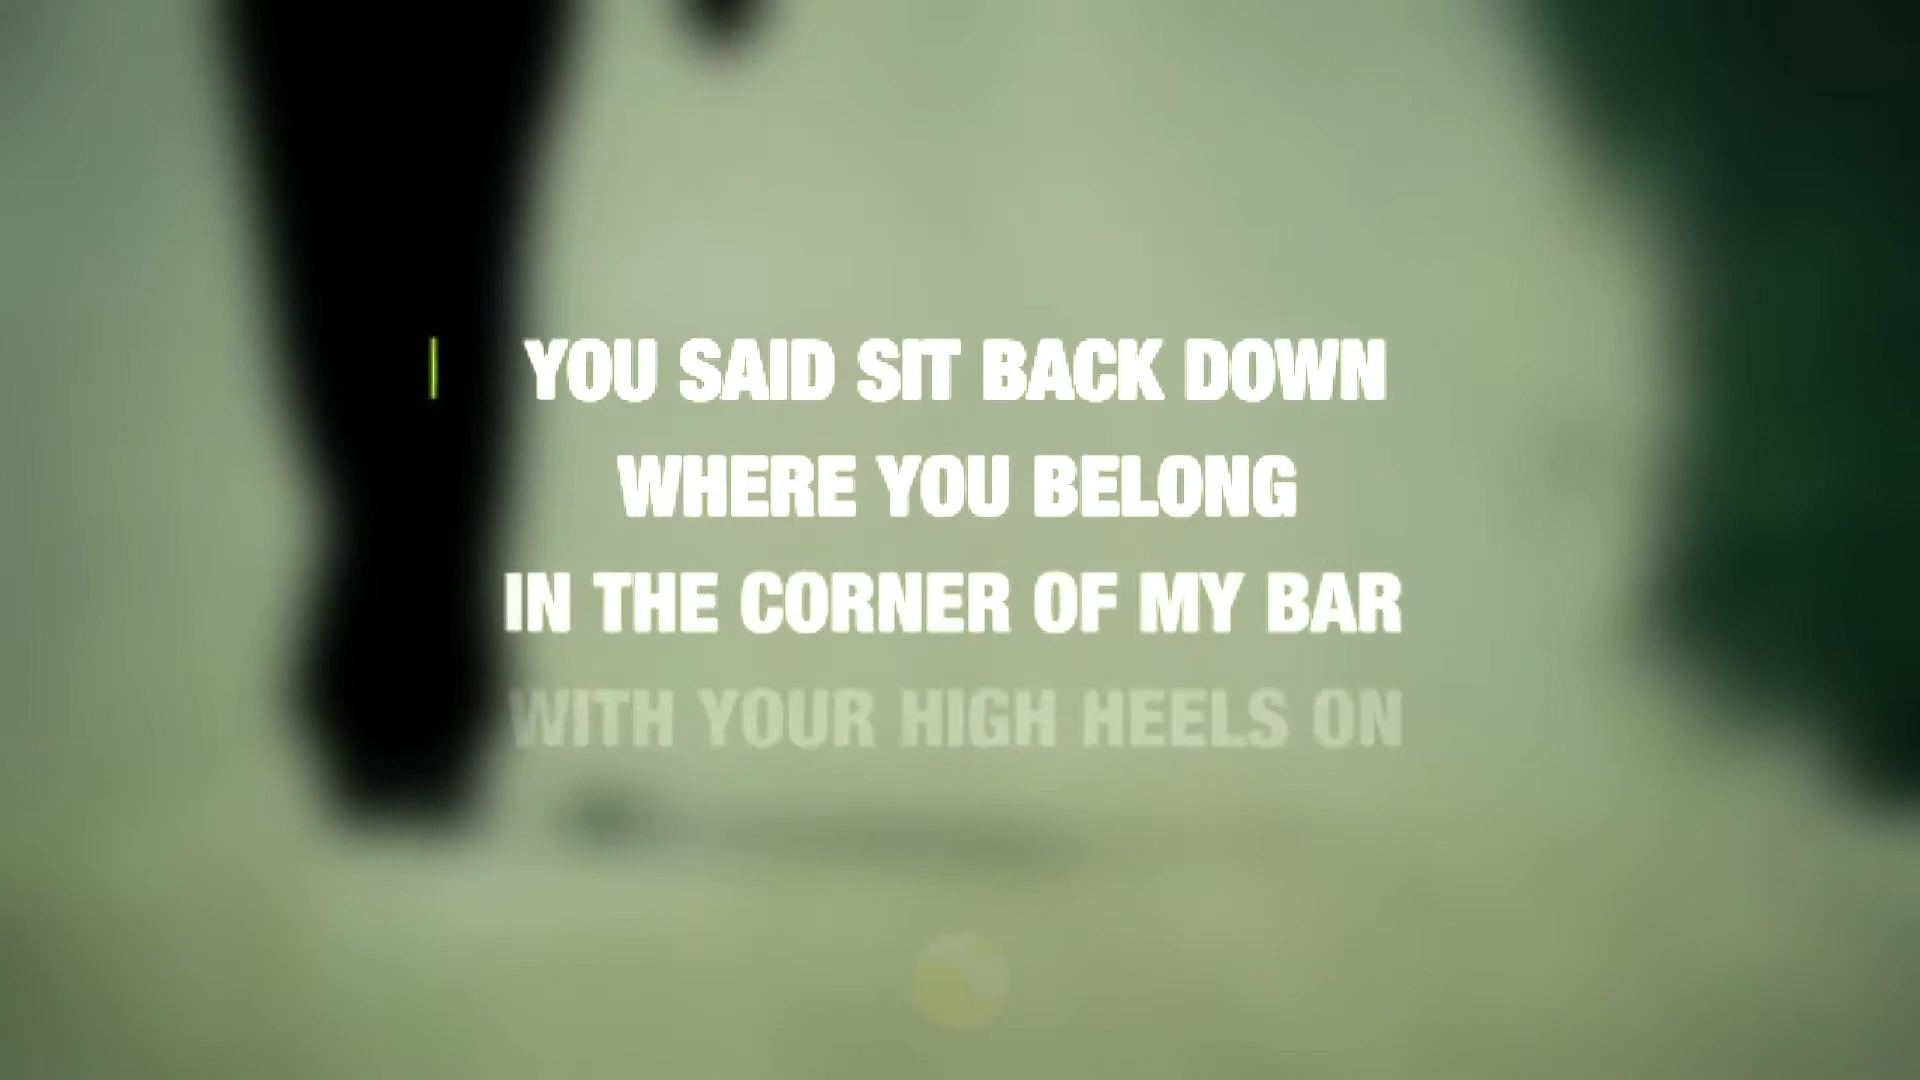 YOU SAID SIT BACK DOWN
WHERE YOU BELONG
IN THE CORNER OF MY BAR
WITH YOUR HIGH HEELS ON